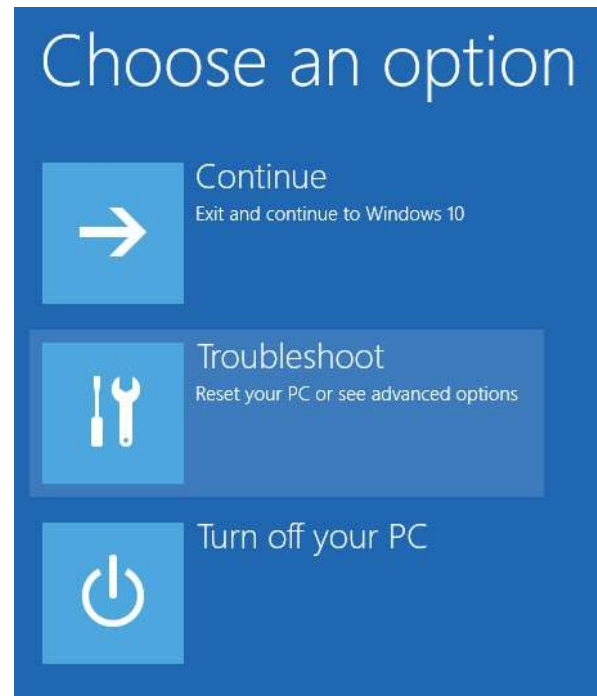 Choose an option
Continue
Exit and continue to Windows 10
Troubleshoot
Reset your PC or see advanced options
Turn off your PC